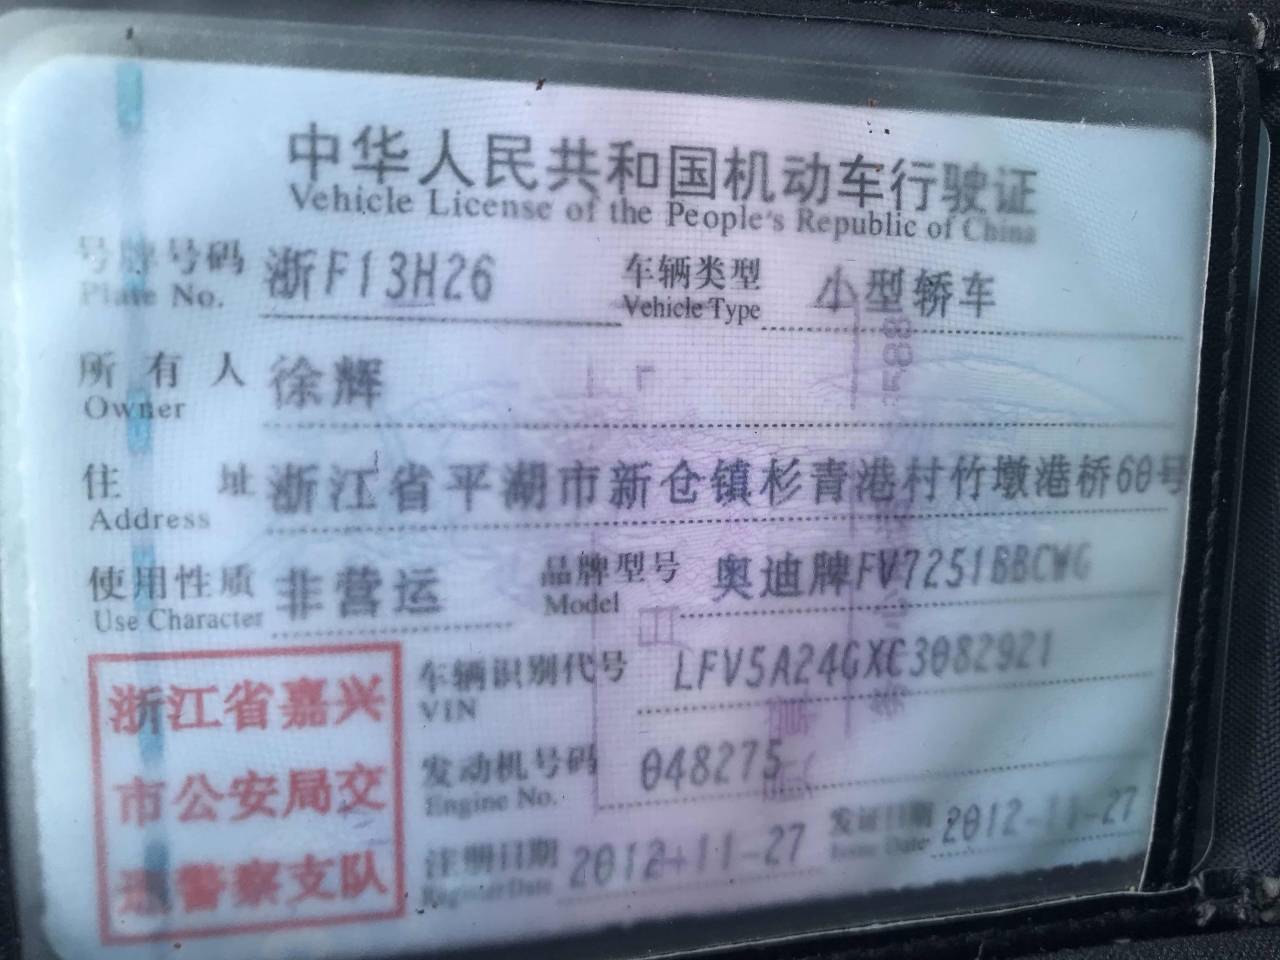 中华人民共和国机动车行驶证
Vehicle License of the People's Republic of China
号牌号码 浙F13H26 车辆类型 小型轿车
Plate No. Vehicle Type
所有人 徐辉
Owner
住址 浙江省平湖市新仓镇杉青港村竹墩港桥60号
Address
使用性质 非营运 品牌型号 奥迪牌FV7251BBCWG
Use Character Model
车辆识别代号 LFV5A24GXC3082921
VIN
发动机号码 048275
Engine No.
注册日期 2012-11-27 发证日期 2012-11-27
Register Date Issue Date
浙江省嘉兴
市公安局交
通警察支队